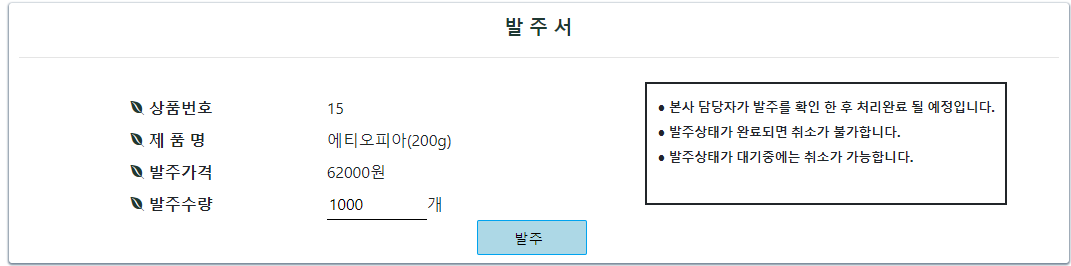 발 주 서
상품번호 15
제 품 명 에티오피아(200g)
발주가격 62000원
발주수량 1000 개
● 본사 담당자가 발주를 확인 한 후 처리완료 될 예정입니다.
● 발주상태가 완료되면 취소가 불가합니다.
● 발주상태가 대기중에는 취소가 가능합니다.
발주